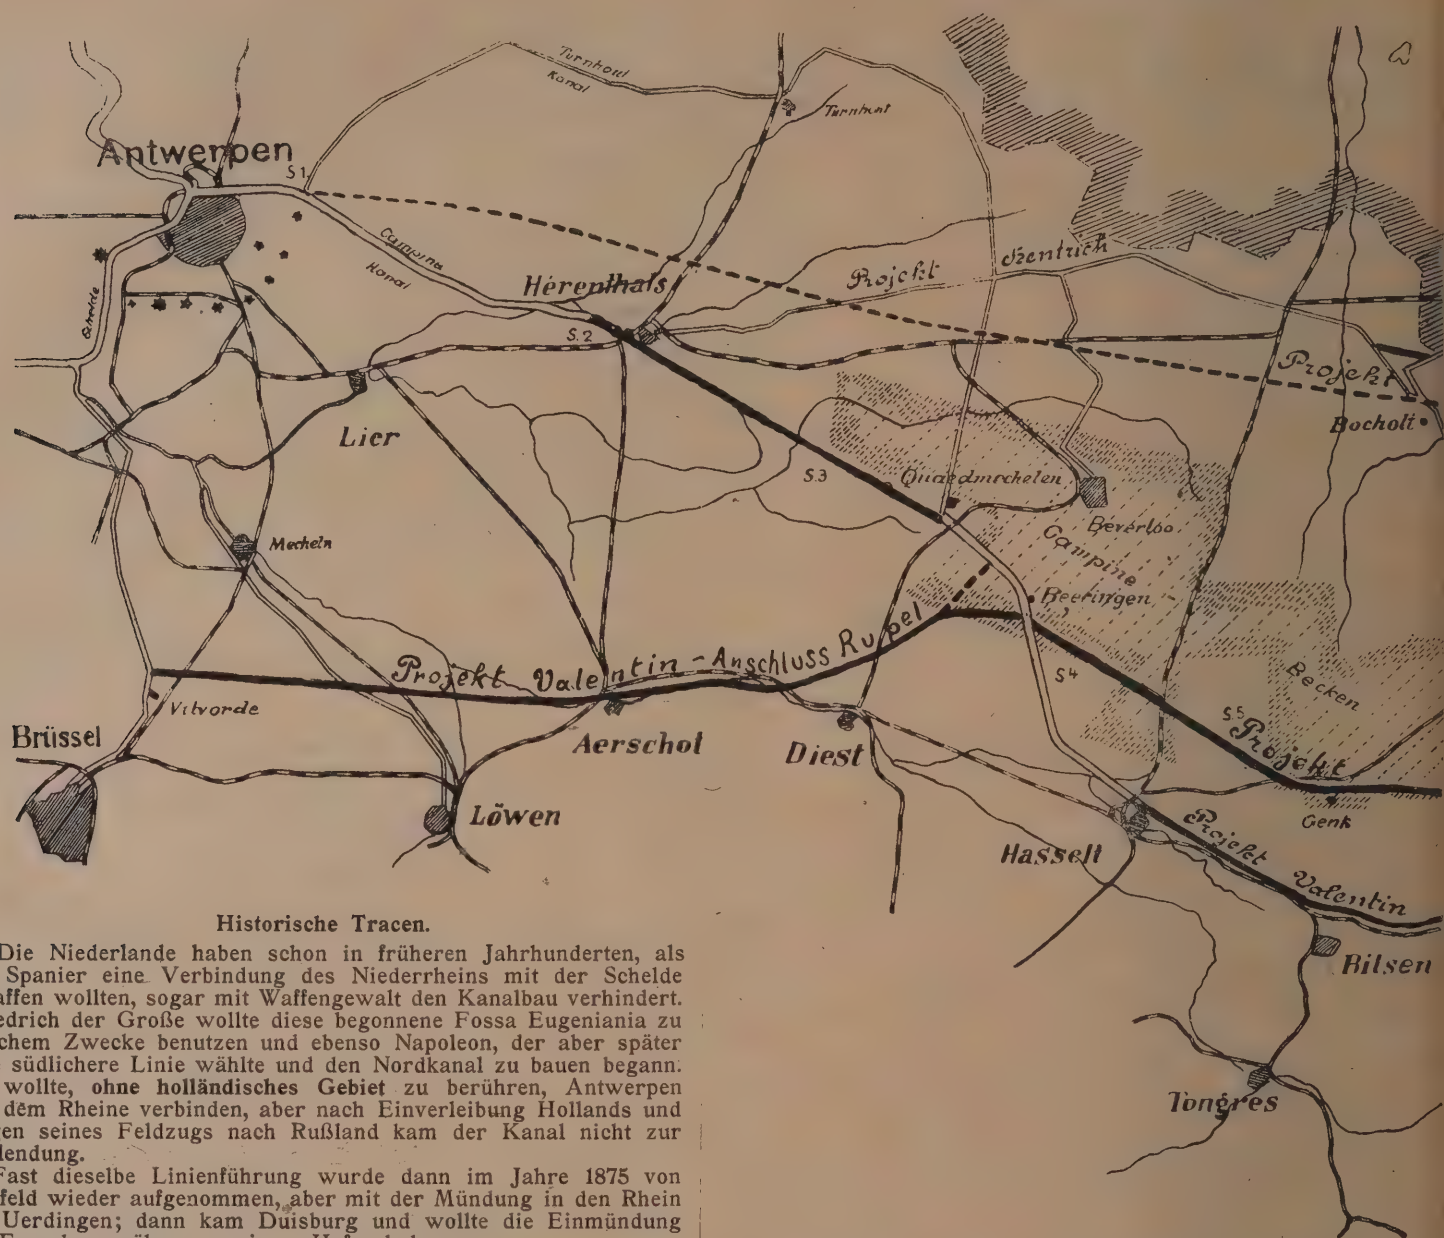 Turnhout
Kanal
Turnhout
Antwerpen
S1.
Campine
Kanal
Hérenthals
Projekt
Hentrich
Schelde
S.2
Projekt
Bocholt
Lier
S.3
Quaedmechelen
Beverloo
Campine
Mecheln
Beeringen
Projekt Valentin - Anschluss Rupel
S4
Becken
Vilvorde
S5
Projekt
Brüssel
Aerschot
Diest
Löwen
Genk
Hasselt
Projekt
Valentin
Bilsen
Tongres
Historische Tracen.
Die Niederlande haben schon in früheren Jahrhunderten, als
Spanier eine Verbindung des Niederrheins mit der Schelde
affen wollten, sogar mit Waffengewalt den Kanalbau verhindert.
edrich der Große wollte diese begonnene Fossa Eugeniania zu
chem Zwecke benutzen und ebenso Napoleon, der aber später
südlichere Linie wählte und den Nordkanal zu bauen begann.
wollte, ohne holländisches Gebiet zu berühren, Antwerpen
dem Rheine verbinden, aber nach Einverleibung Hollands und
en seines Feldzugs nach Rußland kam der Kanal nicht zur
lendung.
Fast dieselbe Linienführung wurde dann im Jahre 1875 von
feld wieder aufgenommen, aber mit der Mündung in den Rhein
Uerdingen; dann kam Duisburg und wollte die Einmündung